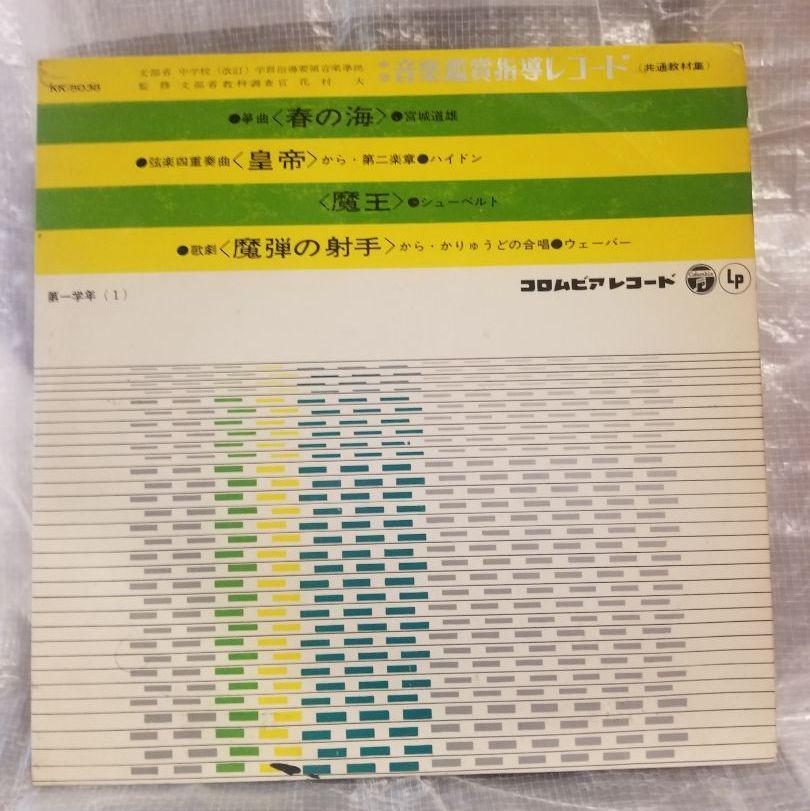 文部省 中学校（改訂）学習指導要領音楽準拠
中学 音楽鑑賞指導レコード（共通教材集）
KK-5038
監修 文部省教科調査官 花村 大
●箏曲〈春の海〉●宮城道雄
●弦楽四重奏曲〈皇帝〉から・第二楽章●ハイドン
〈魔王〉●シューベルト
●歌劇〈魔弾の射手〉から・かりゅうどの合唱●ウェーバー
第一学年（1）
コロムビアレコード
Columbia
Lp